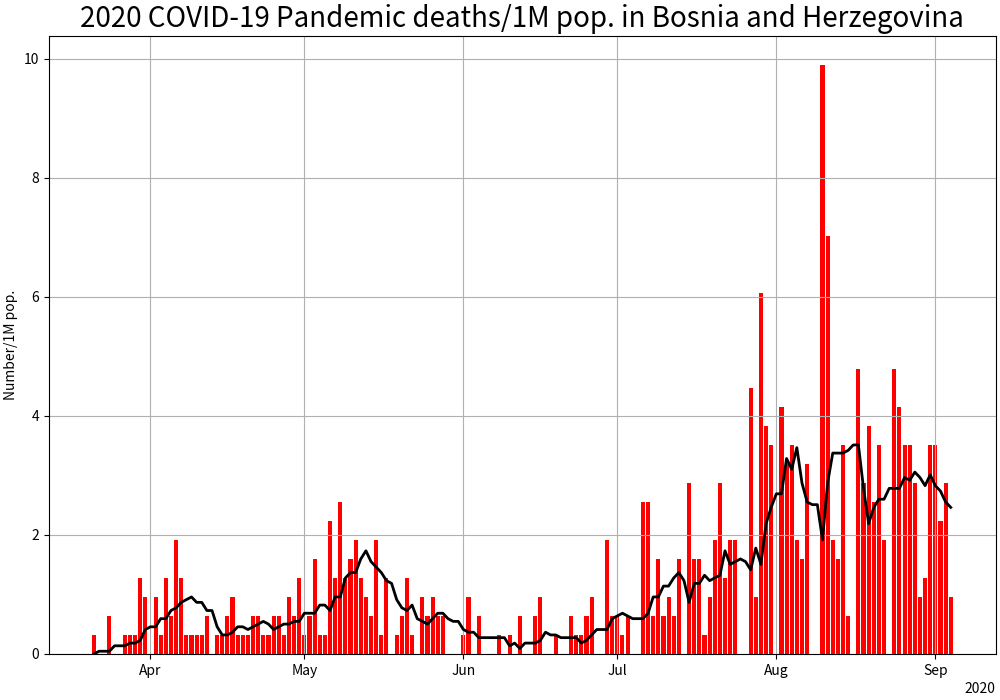 2020 COVID-19 Pandemic deaths/1M pop. in Bosnia and Herzegovina
Number/1M pop.
10
8
6
4
2
0
Apr May Jun Jul Aug Sep
2020